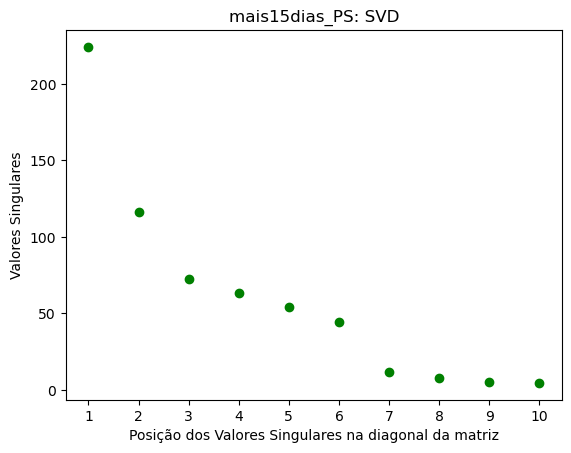 mais15dias_PS: SVD
Valores Singulares
200
150
100
50
0
1 2 3 4 5 6 7 8 9 10
Posição dos Valores Singulares na diagonal da matriz